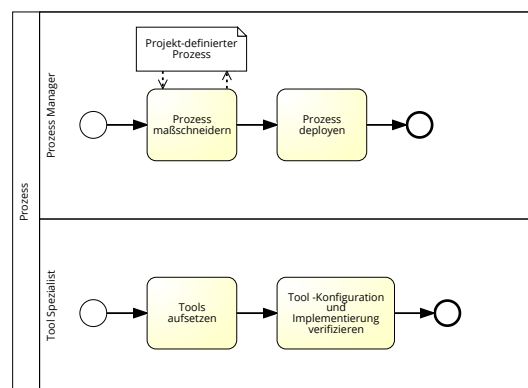 Prozess
Prozess Manager
Projekt-definierter
Prozess
Prozess
maßschneidern
Prozess
deployen
Tool Spezialist
Tools
aufsetzen
Tool -Konfiguration
und
Implementierung
verifizieren